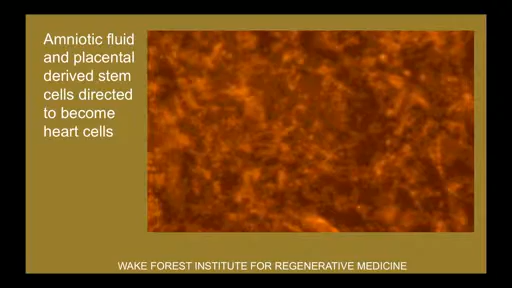 Amniotic fluid
and placental
derived stem
cells directed
to become
heart cells
WAKE FOREST INSTITUTE FOR REGENERATIVE MEDICINE